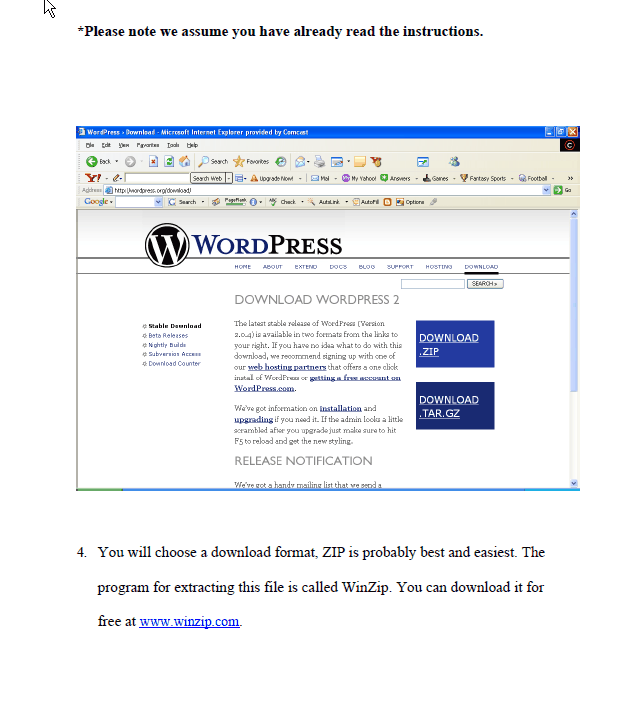 *Please note we assume you have already read the instructions.
WordPress › Download - Microsoft Internet Explorer provided by Comcast
File Edit View Favorites Tools Help
Back Search Favorites
Y! Search Web Upgrade Now! Mail My Yahoo! Answers Games Fantasy Sports Football
Address http://wordpress.org/download/ Go
Google Search PageRank Check AutoLink AutoFill Options
WORDPRESS
HOME ABOUT EXTEND DOCS BLOG SUPPORT HOSTING DOWNLOAD
SEARCH »
DOWNLOAD WORDPRESS 2
Stable Download
Beta Releases
Nightly Builds
Subversion Access
Download Counter
The latest stable release of WordPress (Version
2.0.4) is available in two formats from the links to
your right. If you have no idea what to do with this
download, we recommend signing up with one of
our web hosting partners that offers a one click
install of WordPress or getting a free account on
WordPress.com.
We've got information on installation and
upgrading if you need it. If the admin looks a little
scrambled after you upgrade just make sure to hit
F5 to reload and get the new styling.
DOWNLOAD
.ZIP
DOWNLOAD
.TAR.GZ
RELEASE NOTIFICATION
We've got a handy mailing list that we send a
4. You will choose a download format, ZIP is probably best and easiest. The
program for extracting this file is called WinZip. You can download it for
free at www.winzip.com.